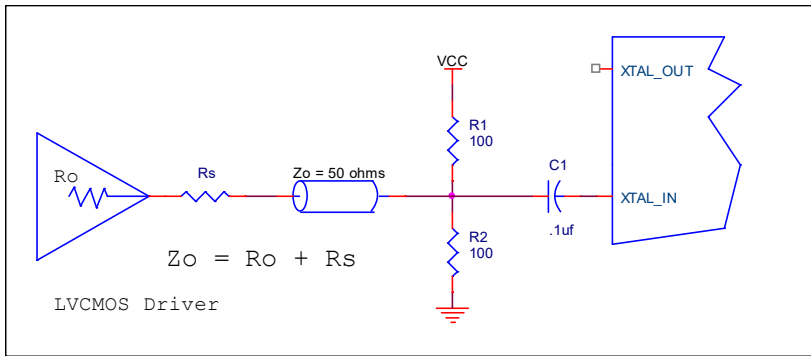 VCC
XTAL_OUT
R1
100
Ro
Rs
Zo = 50 ohms
C1
XTAL_IN
.1uf
R2
100
Zo = Ro + Rs
LVCMOS Driver